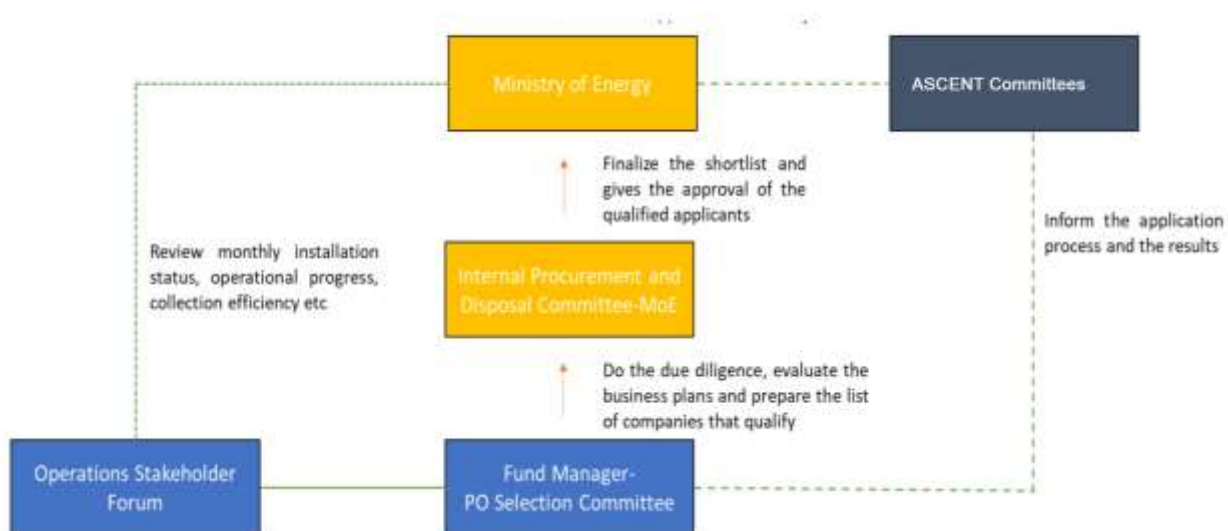 Ministry of Energy
ASCENT Committees
Finalize the shortlist and
gives the approval of the
qualified applicants
Inform the application
process and the results
Review monthly installation
status, operational progress,
collection efficiency etc
Internal Procurement and
Disposal Committee-MoE
Do the due diligence, evaluate the
business plans and prepare the list
of companies that qualify
Operations Stakeholder
Forum
Fund Manager-
PO Selection Committee